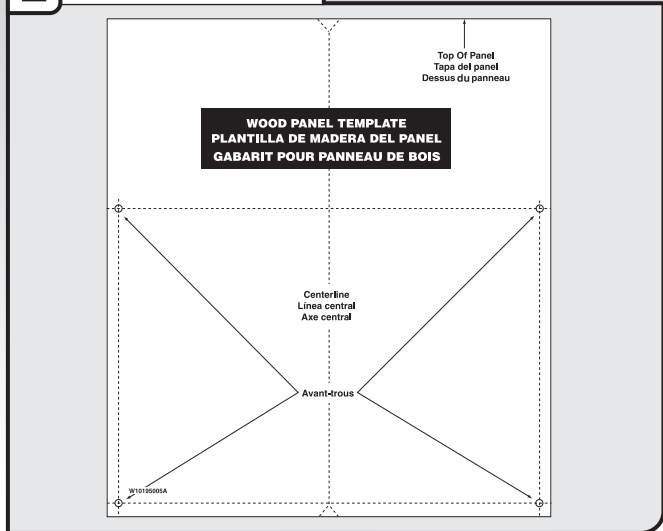 Top Of Panel
Tapa del panel
Dessus du panneau
WOOD PANEL TEMPLATE
PLANTILLA DE MADERA DEL PANEL
GABARIT POUR PANNEAU DE BOIS
Centerline
Línea central
Axe central
Avant-trous
W10195005A